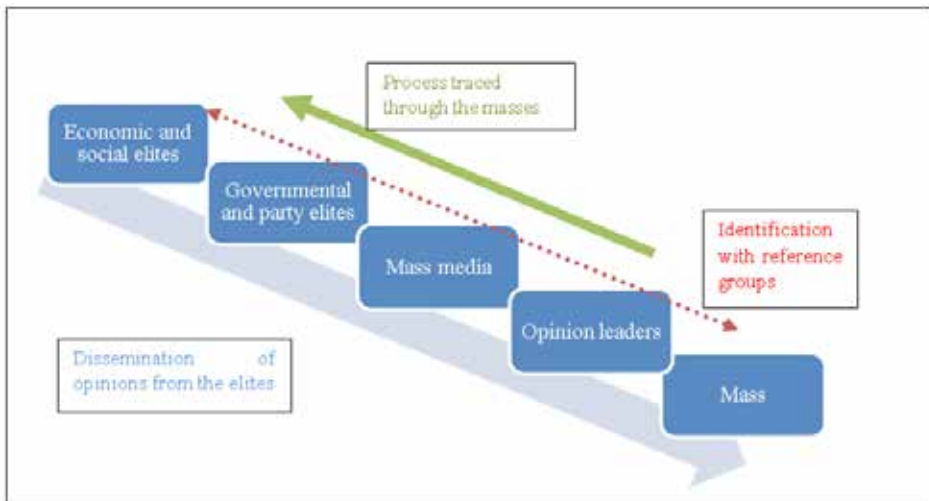 Process traced
through the masses
Economic and
social elites
Governmental
and party elites
Identification
with reference
groups
Mass media
Opinion leaders
Dissemination of
opinions from the elites
Mass